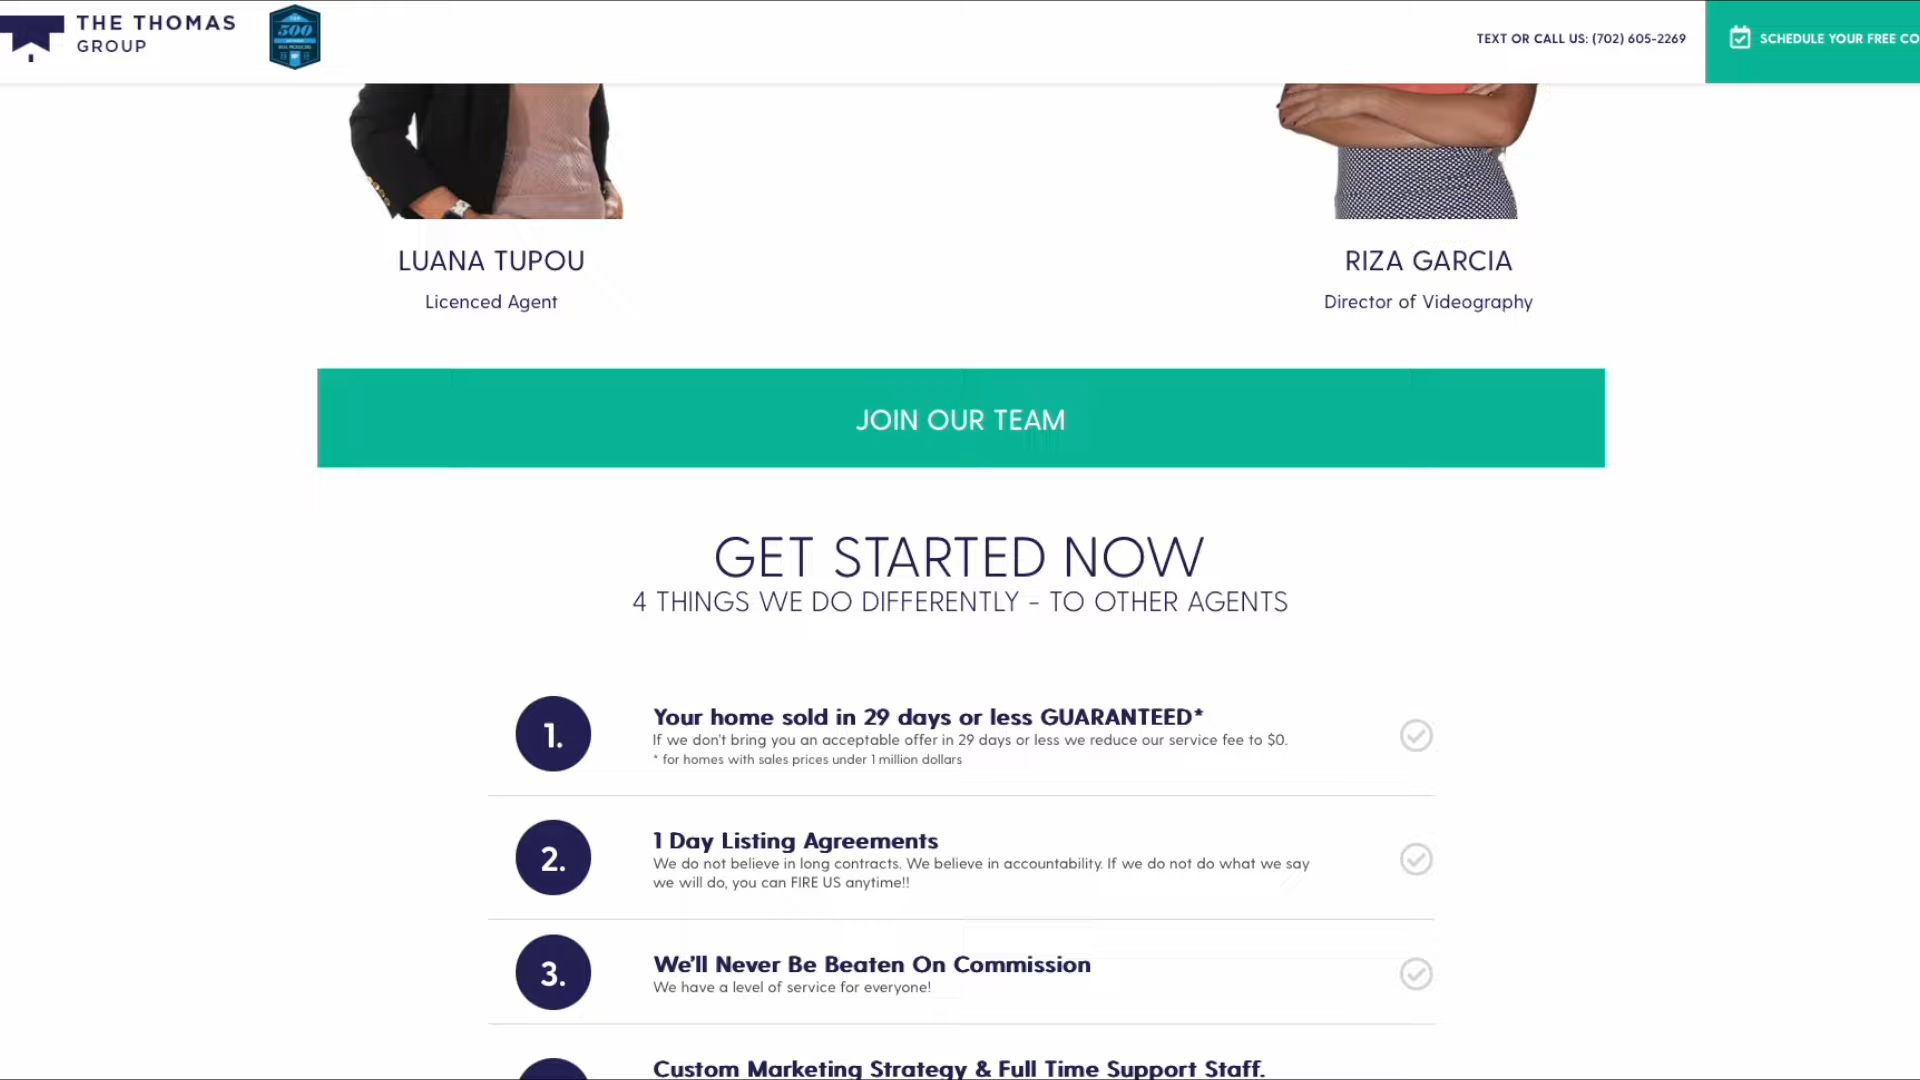 THE THOMAS
GROUP
500
TEXT OR CALL US: (702) 605-2269
SCHEDULE YOUR FREE CO
LUANA TUPOU
Licenced Agent
RIZA GARCIA
Director of Videography
JOIN OUR TEAM
GET STARTED NOW
4 THINGS WE DO DIFFERENTLY - TO OTHER AGENTS
1.
Your home sold in 29 days or less GUARANTEED*
If we don't bring you an acceptable offer in 29 days or less we reduce our service fee to $0.
* for homes with sales prices under 1 million dollars
2.
1 Day Listing Agreements
We do not believe in long contracts. We believe in accountability. If we do not do what we say
we will do, you can FIRE US anytime!!
3.
We'll Never Be Beaten On Commission
We have a level of service for everyone!
Custom Marketing Strategy & Full Time Support Staff.